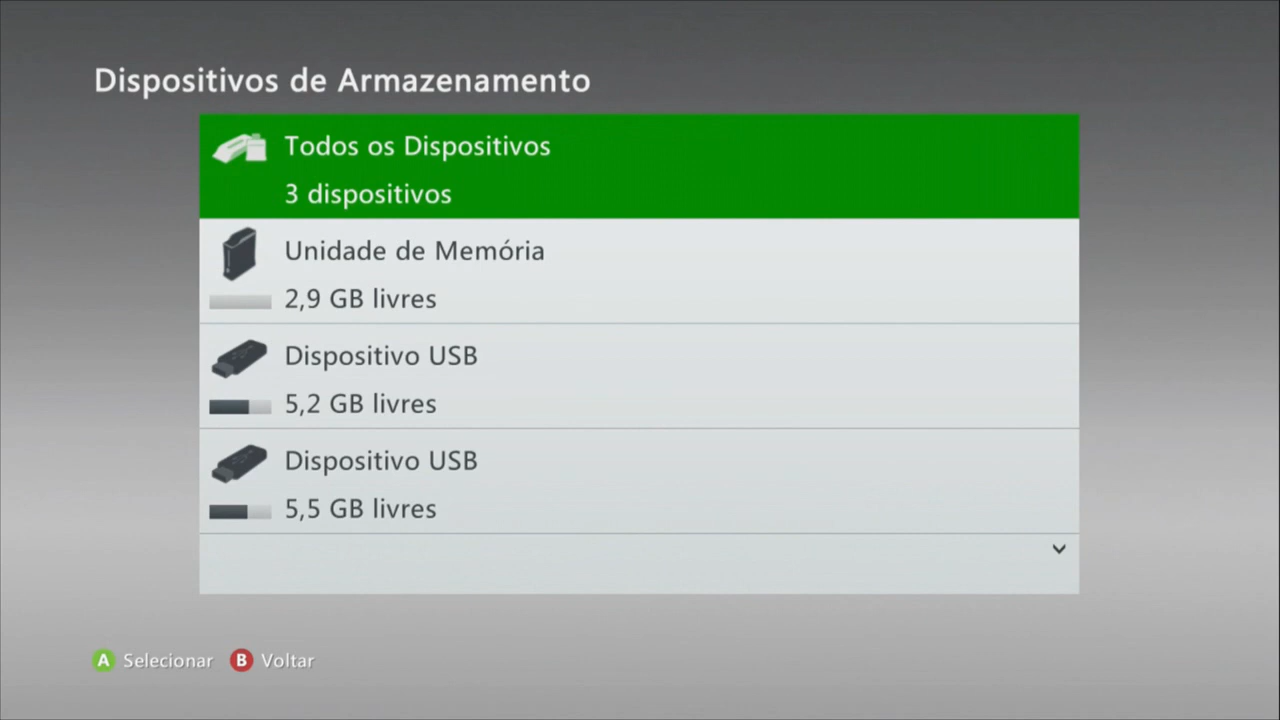 Dispositivos de Armazenamento
Todos os Dispositivos
3 dispositivos
Unidade de Memória
2,9 GB livres
Dispositivo USB
5,2 GB livres
Dispositivo USB
5,5 GB livres
A Selecionar B Voltar